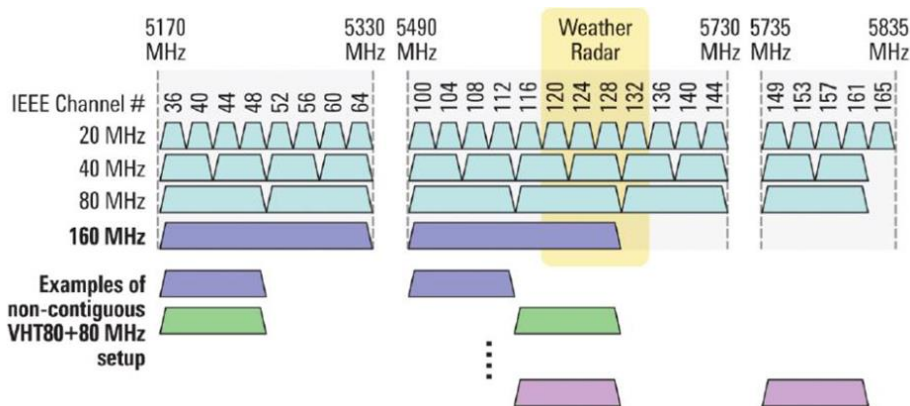 5170 MHz
5330 MHz
5490 MHz
Weather Radar
5730 MHz
5735 MHz
5835 MHz
IEEE Channel # 36 40 44 48 52 56 60 64 100 104 108 112 116 120 124 128 132 136 140 144 149 153 157 161 165
20 MHz
40 MHz
80 MHz
160 MHz
Examples of
non-contiguous
VHT80+80 MHz
setup